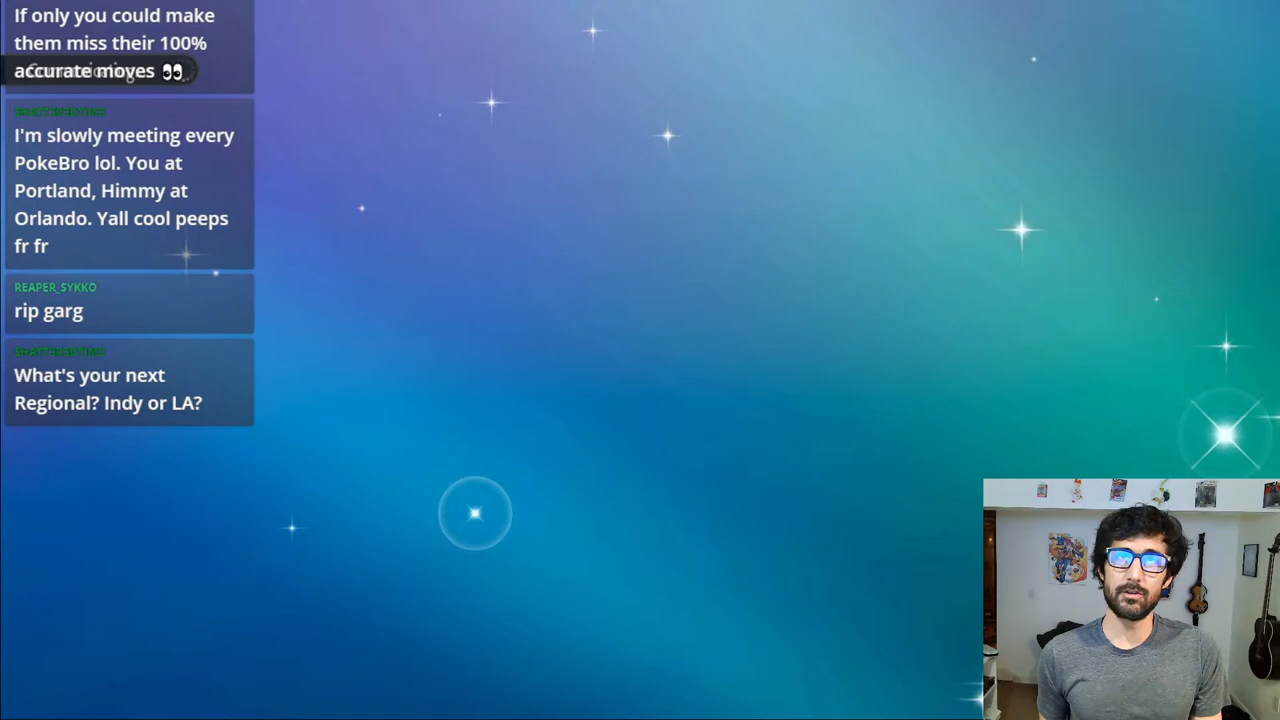 If only you could make
them miss their 100%
accurate moves 👀
I'm slowly meeting every
PokeBro lol. You at
Portland, Himmy at
Orlando. Yall cool peeps
fr fr
REAPER_SYKKO
rip garg
What's your next
Regional? Indy or LA?